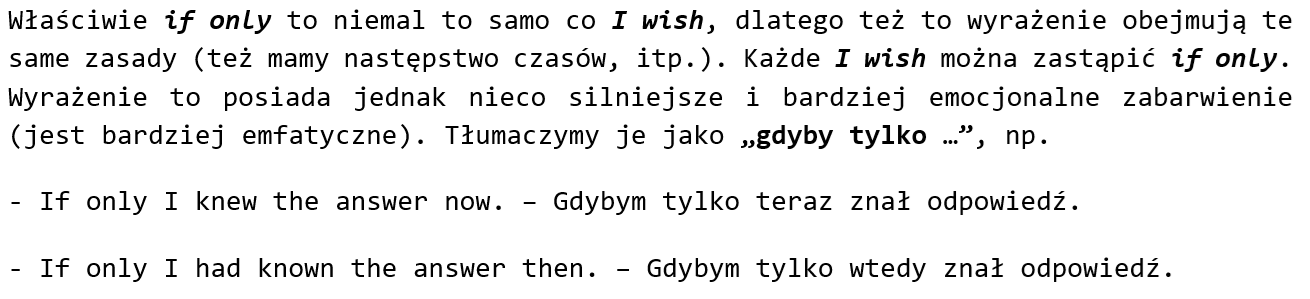 Właściwie if only to niemal to samo co I wish, dlatego też to wyrażenie obejmują te
same zasady (też mamy następstwo czasów, itp.). Każde I wish można zastąpić if only.
Wyrażenie to posiada jednak nieco silniejsze i bardziej emocjonalne zabarwienie
(jest bardziej emfatyczne). Tłumaczymy je jako „gdyby tylko …”, np.
- If only I knew the answer now. – Gdybym tylko teraz znał odpowiedź.
- If only I had known the answer then. – Gdybym tylko wtedy znał odpowiedź.